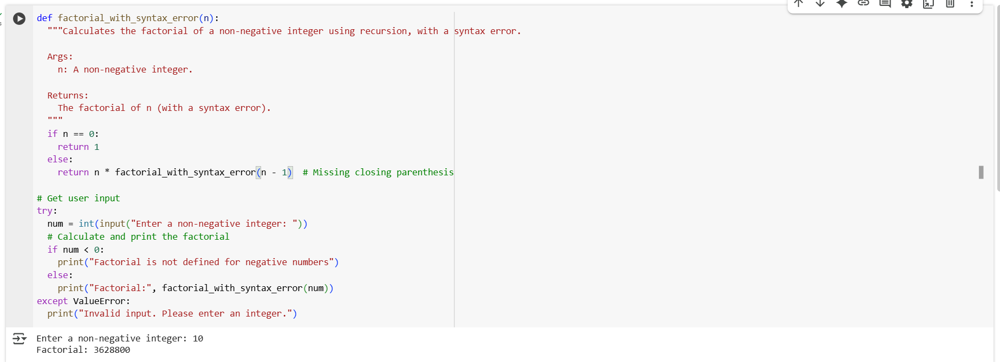 def factorial_with_syntax_error(n):
  """Calculates the factorial of a non-negative integer using recursion, with a syntax error.

  Args:
    n: A non-negative integer.

  Returns:
    The factorial of n (with a syntax error).
  """
  if n == 0:
    return 1
  else:
    return n * factorial_with_syntax_error(n - 1)  # Missing closing parenthesis

# Get user input
try:
  num = int(input("Enter a non-negative integer: "))
  # Calculate and print the factorial
  if num < 0:
    print("Factorial is not defined for negative numbers")
  else:
    print("Factorial:", factorial_with_syntax_error(num))
except ValueError:
  print("Invalid input. Please enter an integer.")
Enter a non-negative integer: 10
Factorial: 3628800